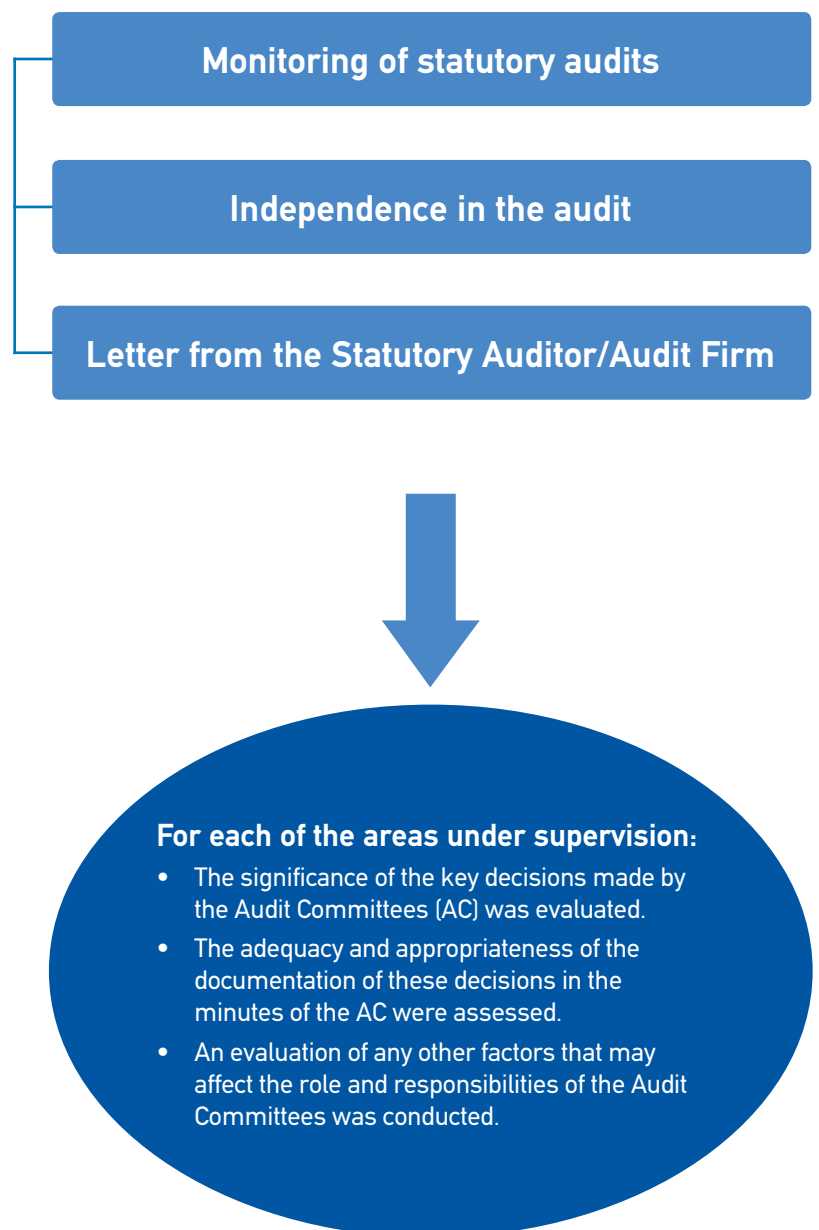 Monitoring of statutory audits
Independence in the audit
Letter from the Statutory Auditor/Audit Firm
For each of the areas under supervision:
• The significance of the key decisions made by
the Audit Committees (AC) was evaluated.
• The adequacy and appropriateness of the
documentation of these decisions in the
minutes of the AC were assessed.
• An evaluation of any other factors that may
affect the role and responsibilities of the Audit
Committees was conducted.